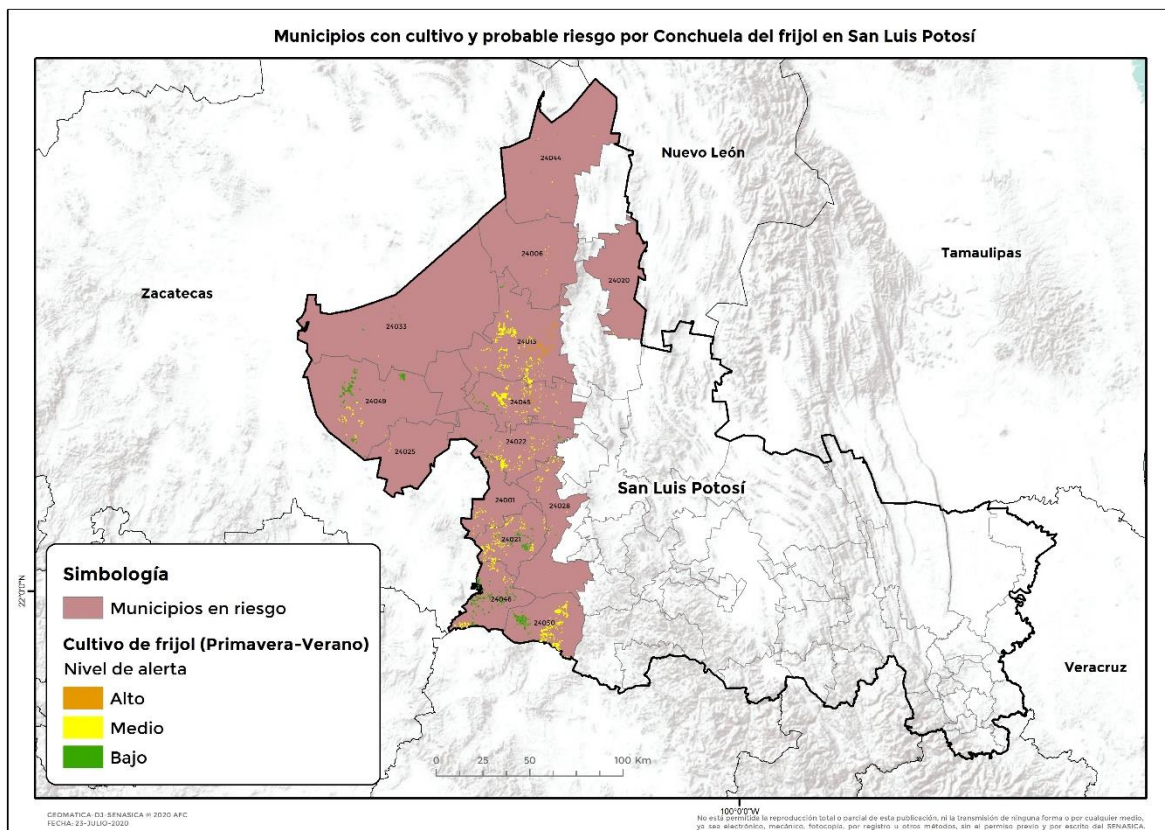 Municipios con cultivo y probable riesgo por Conchuela del frijol en San Luis Potosí
24044
Nuevo León
24006
Tamaulipas
24020
Zacatecas
24033
24015
24049
24045
24022
24025
San Luis Potosí
24001
24028
24021
22°0'0"N
24046
24050
Veracruz
Simbología
Municipios en riesgo
Cultivo de frijol (Primavera-Verano)
Nivel de alerta
Alto
Medio
Bajo
0 25 50 100 Km
100°0'0"W
GEOMATICA-DJ-SENASICA © 2020 AFC
FECHA: 23-JULIO-2020
No está permitida la reproducción total o parcial de esta publicación, ni la transmisión de ninguna forma o por cualquier medio,
ya sea electrónico, mecánico, fotocopia, por registro u otros métodos, sin el permiso previo y por escrito del SENASICA.